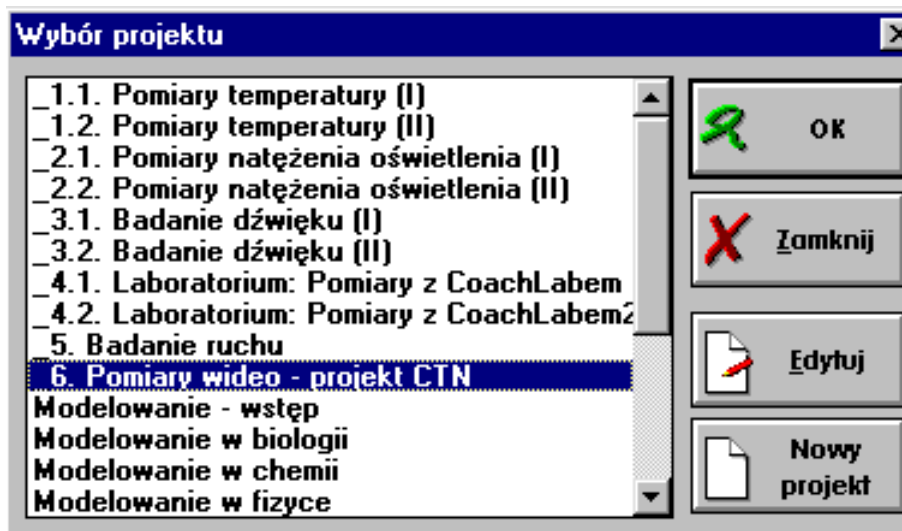 Wybór projektu
_1.1. Pomiary temperatury (I)
_1.2. Pomiary temperatury (II)
_2.1. Pomiary natężenia oświetlenia (I)
_2.2. Pomiary natężenia oświetlenia (II)
_3.1. Badanie dźwięku (I)
_3.2. Badanie dźwięku (II)
_4.1. Laboratorium: Pomiary z CoachLabem
_4.2. Laboratorium: Pomiary z CoachLabem2
_5. Badanie ruchu
_6. Pomiary wideo - projekt CTN
Modelowanie - wstęp
Modelowanie w biologii
Modelowanie w chemii
Modelowanie w fizyce
OK
Zamknij
Edytuj
Nowy
projekt